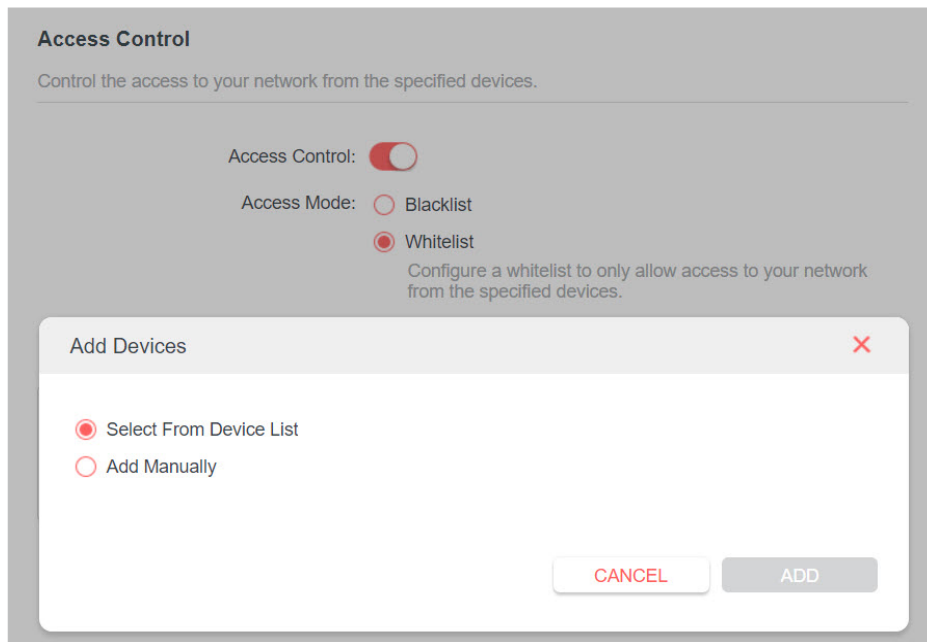 Access Control
Control the access to your network from the specified devices.
Access Control:
Access Mode: Blacklist
Whitelist
Configure a whitelist to only allow access to your network
from the specified devices.
Add Devices
Select From Device List
Add Manually
CANCEL ADD